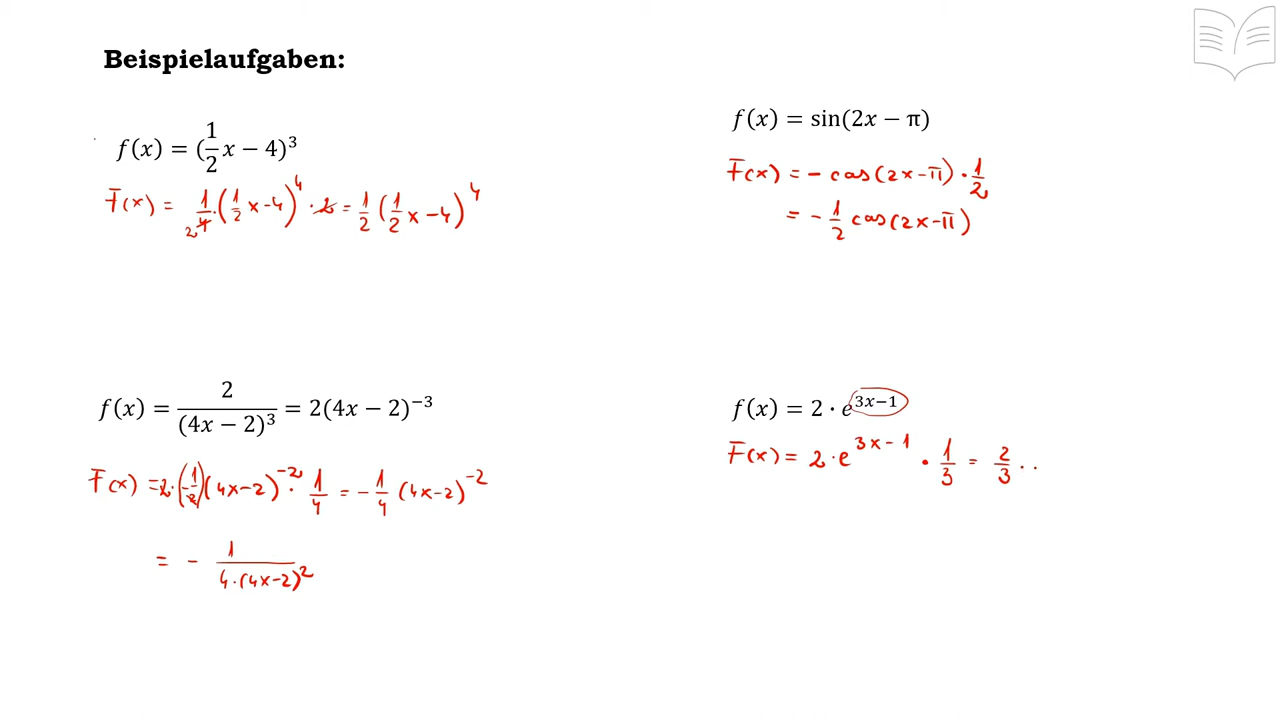 Beispielaufgaben:
f(x) = (1/2 x − 4)³
F(x) = 1/4 · (1/2 x − 4)⁴ · 2 = 1/2 (1/2 x − 4)⁴
2
f(x) = sin(2x − π)
F(x) = − cos(2x − π) · 1/2
= − 1/2 cos(2x − π)
f(x) = 2/(4x − 2)³ = 2(4x − 2)⁻³
F(x) = 2 · (−1/2) (4x − 2)⁻² · 1/4 = − 1/4 (4x − 2)⁻²
= − 1/(4 · (4x − 2)²)
f(x) = 2 · e^(3x−1)
F(x) = 2 · e^(3x−1) · 1/3 = 2/3 · .